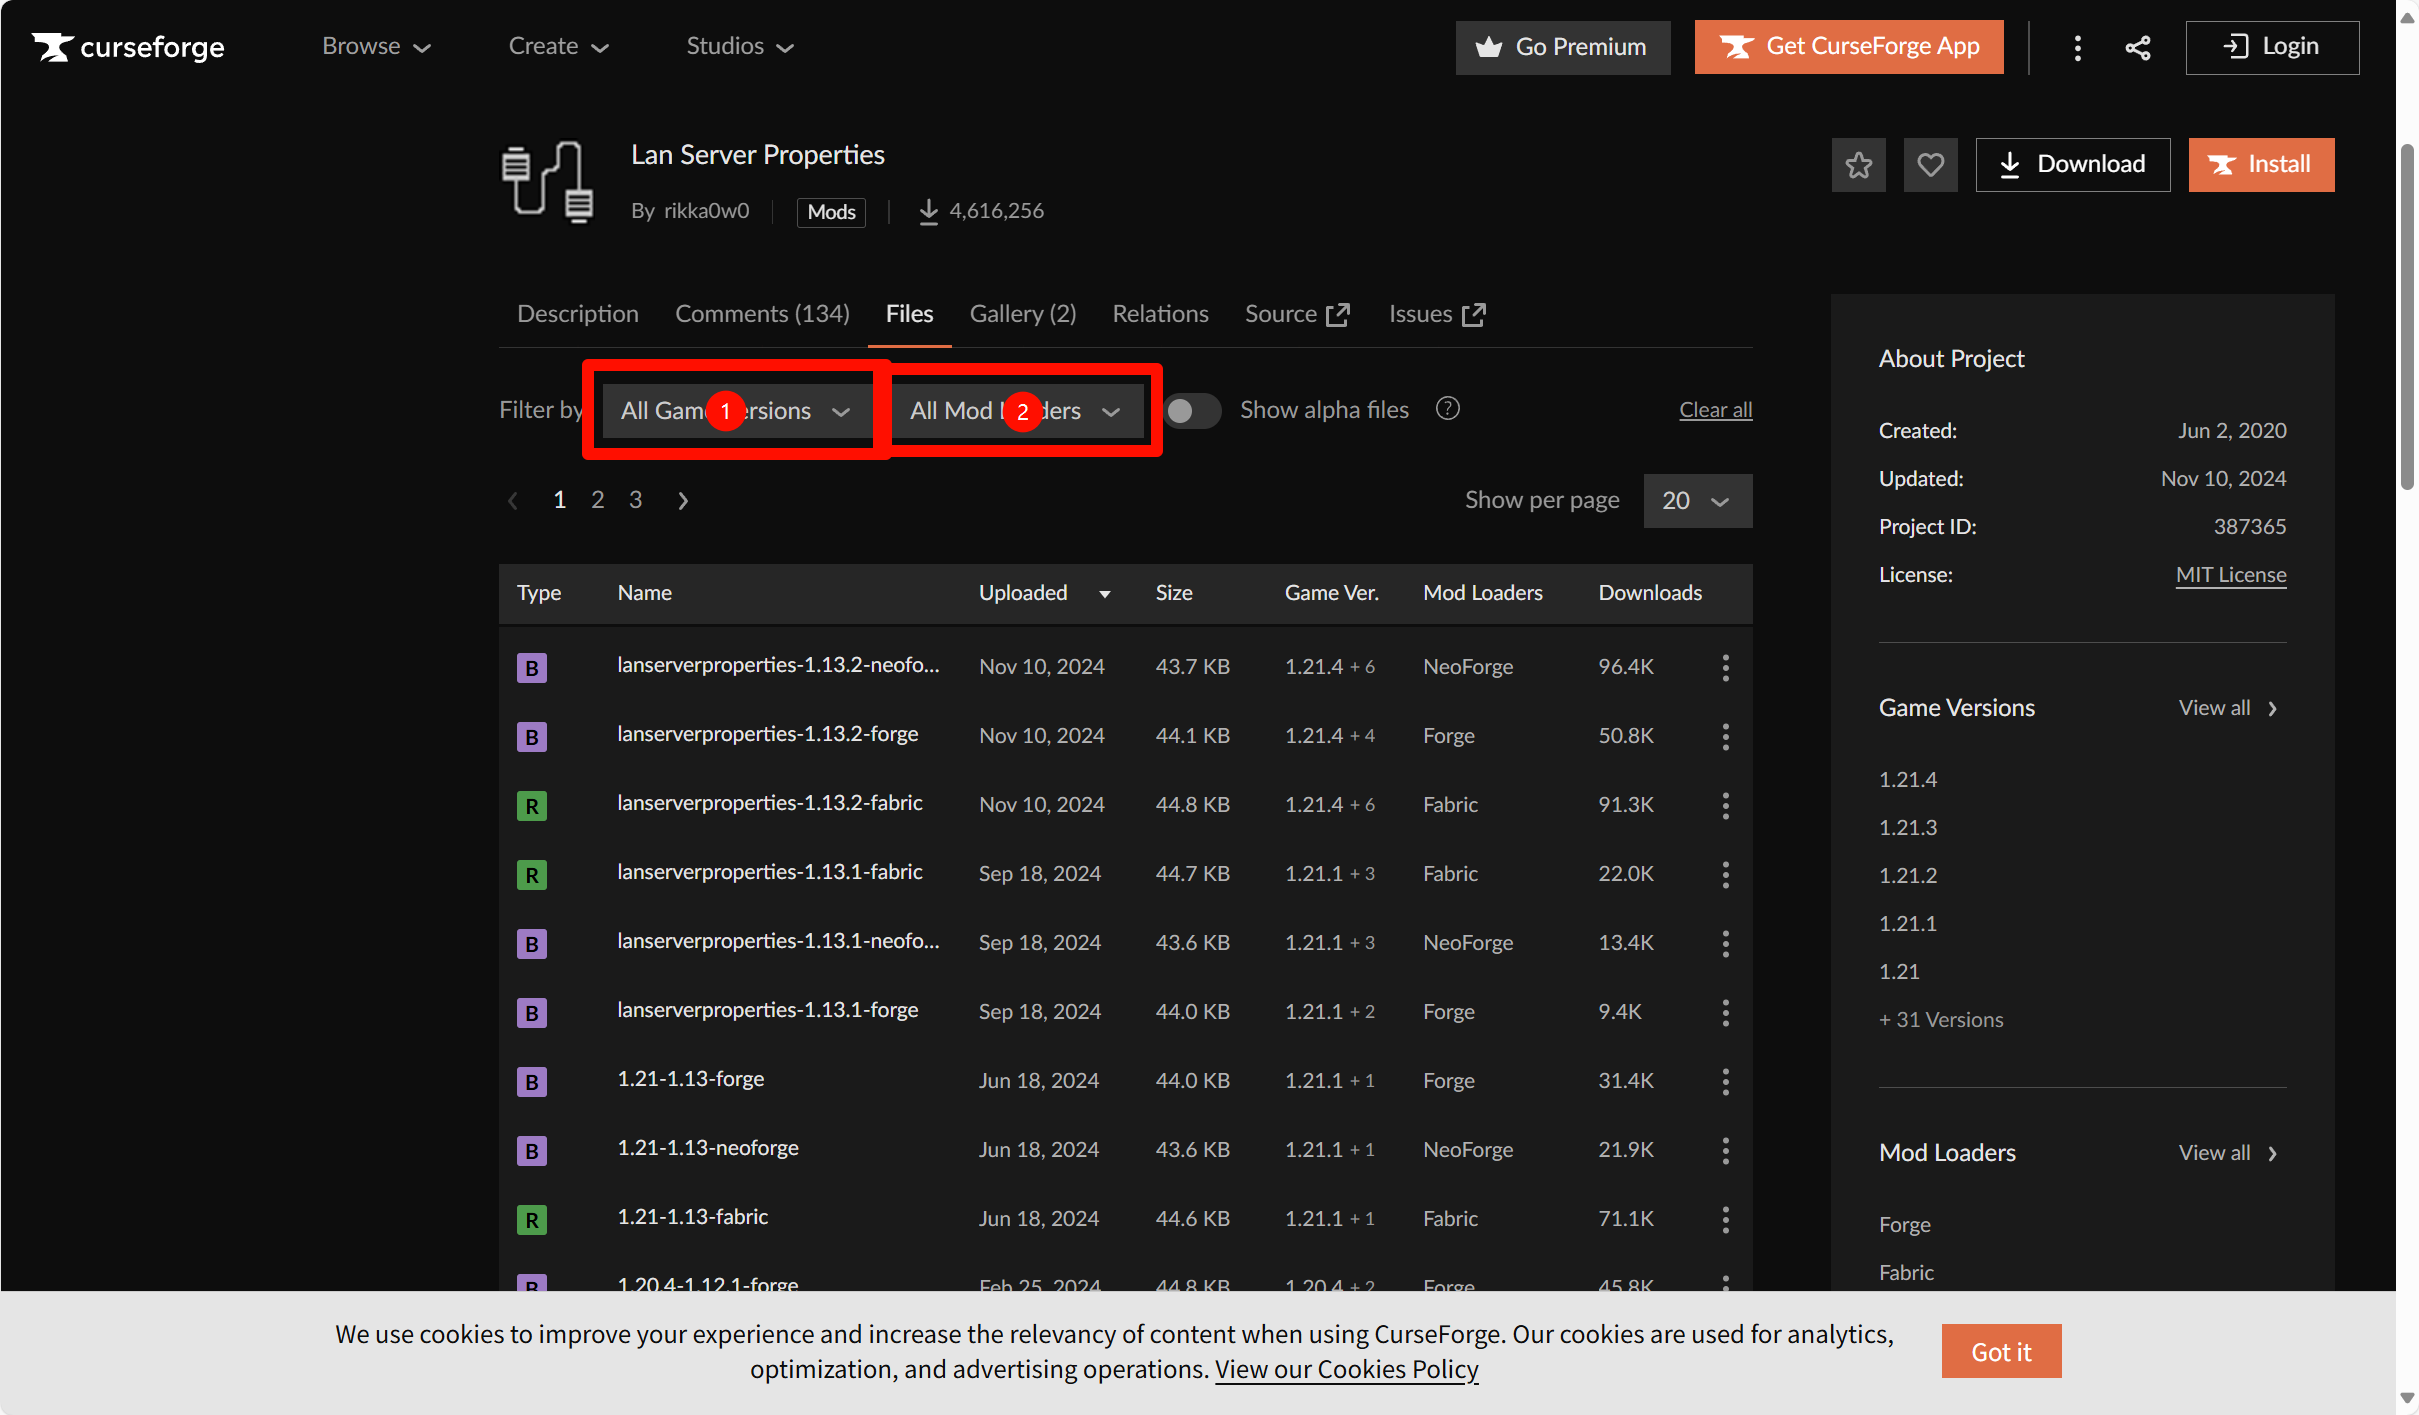 curseforge Browse Create Studios Go Premium Get CurseForge App Login
Lan Server Properties
By rikka0w0 Mods 4,616,256
Download Install
Description Comments (134) Files Gallery (2) Relations Source Issues
Filter by All Game 1 ersions All Mod L 2 ders Show alpha files ? Clear all
1 2 3 Show per page 20
Type Name Uploaded Size Game Ver. Mod Loaders Downloads
B lanserverproperties-1.13.2-neofo... Nov 10, 2024 43.7 KB 1.21.4 + 6 NeoForge 96.4K
B lanserverproperties-1.13.2-forge Nov 10, 2024 44.1 KB 1.21.4 + 4 Forge 50.8K
R lanserverproperties-1.13.2-fabric Nov 10, 2024 44.8 KB 1.21.4 + 6 Fabric 91.3K
R lanserverproperties-1.13.1-fabric Sep 18, 2024 44.7 KB 1.21.1 + 3 Fabric 22.0K
B lanserverproperties-1.13.1-neofo... Sep 18, 2024 43.6 KB 1.21.1 + 3 NeoForge 13.4K
B lanserverproperties-1.13.1-forge Sep 18, 2024 44.0 KB 1.21.1 + 2 Forge 9.4K
B 1.21-1.13-forge Jun 18, 2024 44.0 KB 1.21.1 + 1 Forge 31.4K
B 1.21-1.13-neoforge Jun 18, 2024 43.6 KB 1.21.1 + 1 NeoForge 21.9K
R 1.21-1.13-fabric Jun 18, 2024 44.6 KB 1.21.1 + 1 Fabric 71.1K
B 1.20.4-1.12.1-forge Feb 25, 2024 44.8 KB 1.20.4 + 2 Forge 45.8K
About Project
Created: Jun 2, 2020
Updated: Nov 10, 2024
Project ID: 387365
License: MIT License
Game Versions View all
1.21.4
1.21.3
1.21.2
1.21.1
1.21
+ 31 Versions
Mod Loaders View all
Forge
Fabric
We use cookies to improve your experience and increase the relevancy of content when using CurseForge. Our cookies are used for analytics,
optimization, and advertising operations. View our Cookies Policy
Got it